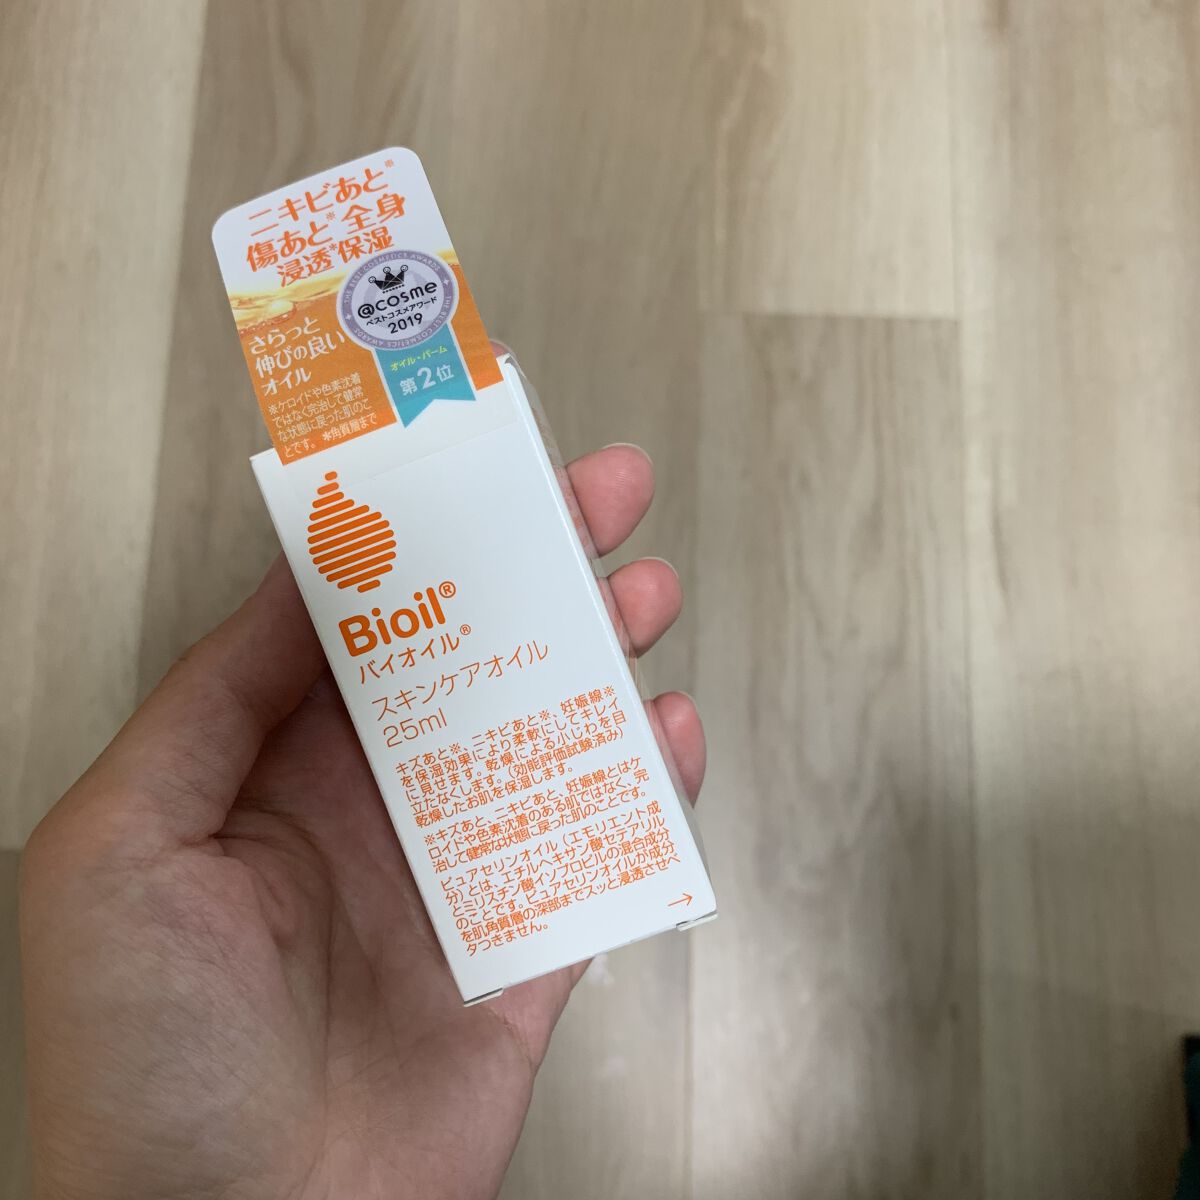 ニキビあと※
傷あと※全身
浸透*保湿
THE BEST COSMETICS AWARDS
@cosme
ベストコスメアワード
2019
THE BEST COSMETICS AWARDS
オイル・バーム
第2位
さらっと
伸びの良い
オイル
※ケロイドや色素沈着
ではなく完治して健常
な状態に戻った肌のこ
とです。*角質層まで
Bioil®
バイオイル®
スキンケアオイル
25ml
キズあと※、ニキビあと※、妊娠線※
を保湿効果により柔軟にしてキレイ
に見せます。乾燥による小じわを目
立たなくします。(効能評価試験済み)
乾燥したお肌を保湿します。
※キズあと、ニキビあと、妊娠線とはケ
ロイドや色素沈着のある肌ではなく、完
治して健常な状態に戻った肌のことです。
ピュアセリンオイル(エモリエント成
分)とは、エチルヘキサン酸セテアリル
とミリスチン酸イソプロピルの混合成分
のことです。ピュアセリンオイルが成分
を肌角質層の深部までスッと浸透させベ
タつきません。
→